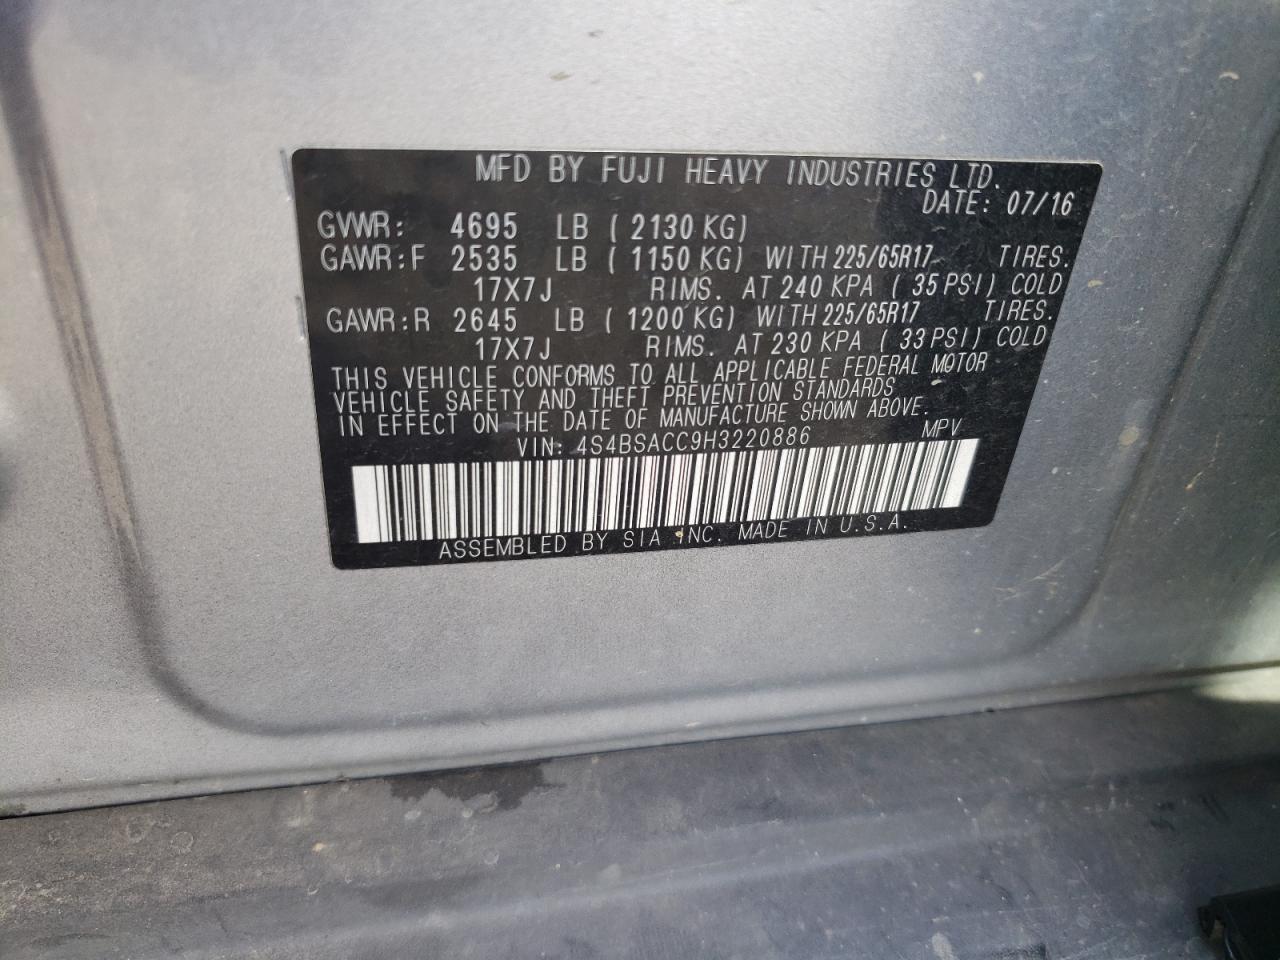 MFD BY FUJI HEAVY INDUSTRIES LTD.
DATE: 07/16
GVWR: 4695 LB ( 2130 KG)
GAWR:F 2535 LB ( 1150 KG) WITH 225/65R17 TIRES.
17X7J RIMS. AT 240 KPA ( 35 PSI) COLD
GAWR:R 2645 LB ( 1200 KG) WITH 225/65R17 TIRES.
17X7J RIMS. AT 230 KPA ( 33 PSI) COLD
THIS VEHICLE CONFORMS TO ALL APPLICABLE FEDERAL MOTOR
VEHICLE SAFETY AND THEFT PREVENTION STANDARDS
IN EFFECT ON THE DATE OF MANUFACTURE SHOWN ABOVE.
VIN: 4S4BSACC9H3220886 MPV
ASSEMBLED BY SIA INC. MADE IN U.S.A.